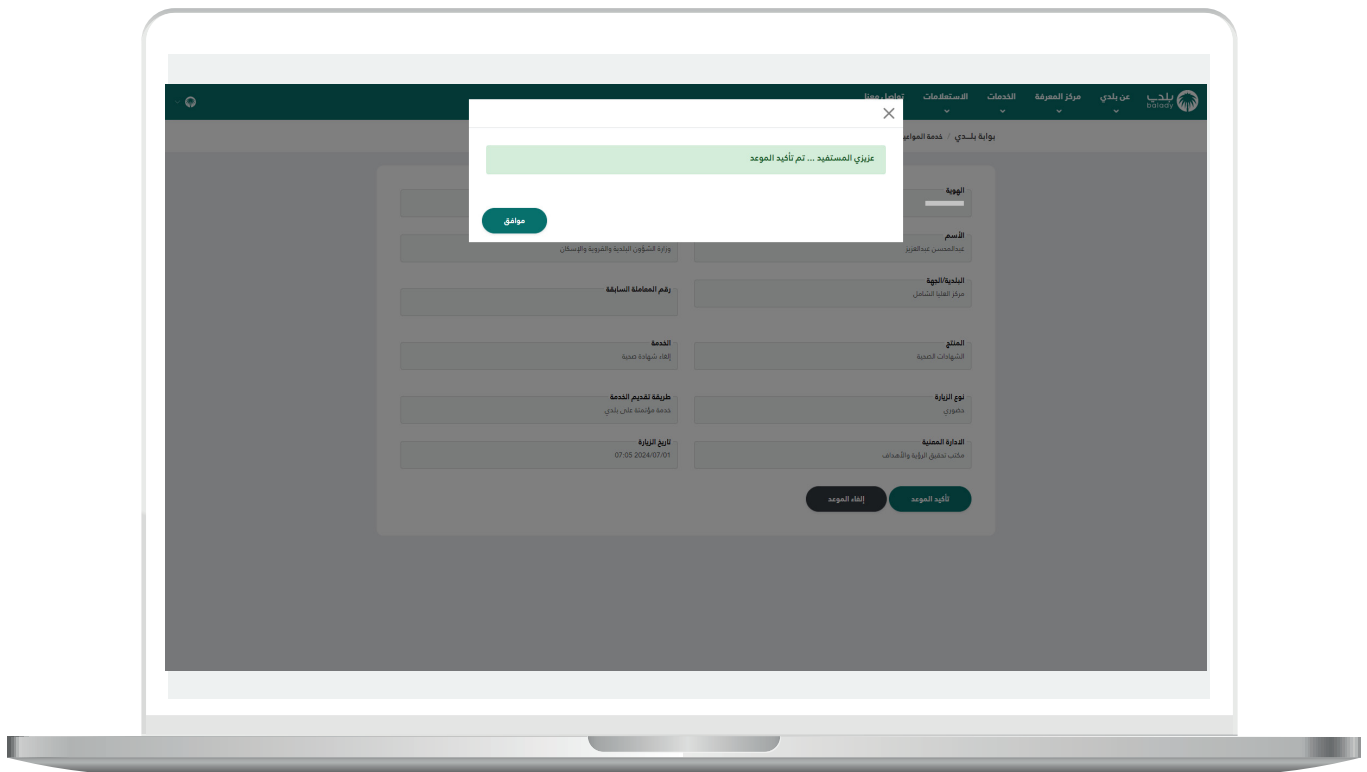 بلدي
balady
عن بلدي
مركز المعرفة
الخدمات
الاستعلامات
تواصل معنا
بوابة بلــدي / خدمة المواعيد
عزيزي المستفيد ... تم تأكيد الموعد
موافق
الهوية
الأسم
عبدالمحسن عبدالعزيز
وزارة الشؤون البلدية والقروية والإسكان
البلدية/الجهة
مركز العليا الشامل
رقم المعاملة السابقة
المنتج
الشهادات الصحية
الخدمة
إلغاء شهادة صحية
نوع الزيارة
حضوري
طريقة تقديم الخدمة
خدمة مؤتمتة على بلدي
الادارة المعنية
مكتب تحقيق الرؤية والأهداف
تاريخ الزيارة
07:05 2024/07/01
تأكيد الموعد
إلغاء الموعد